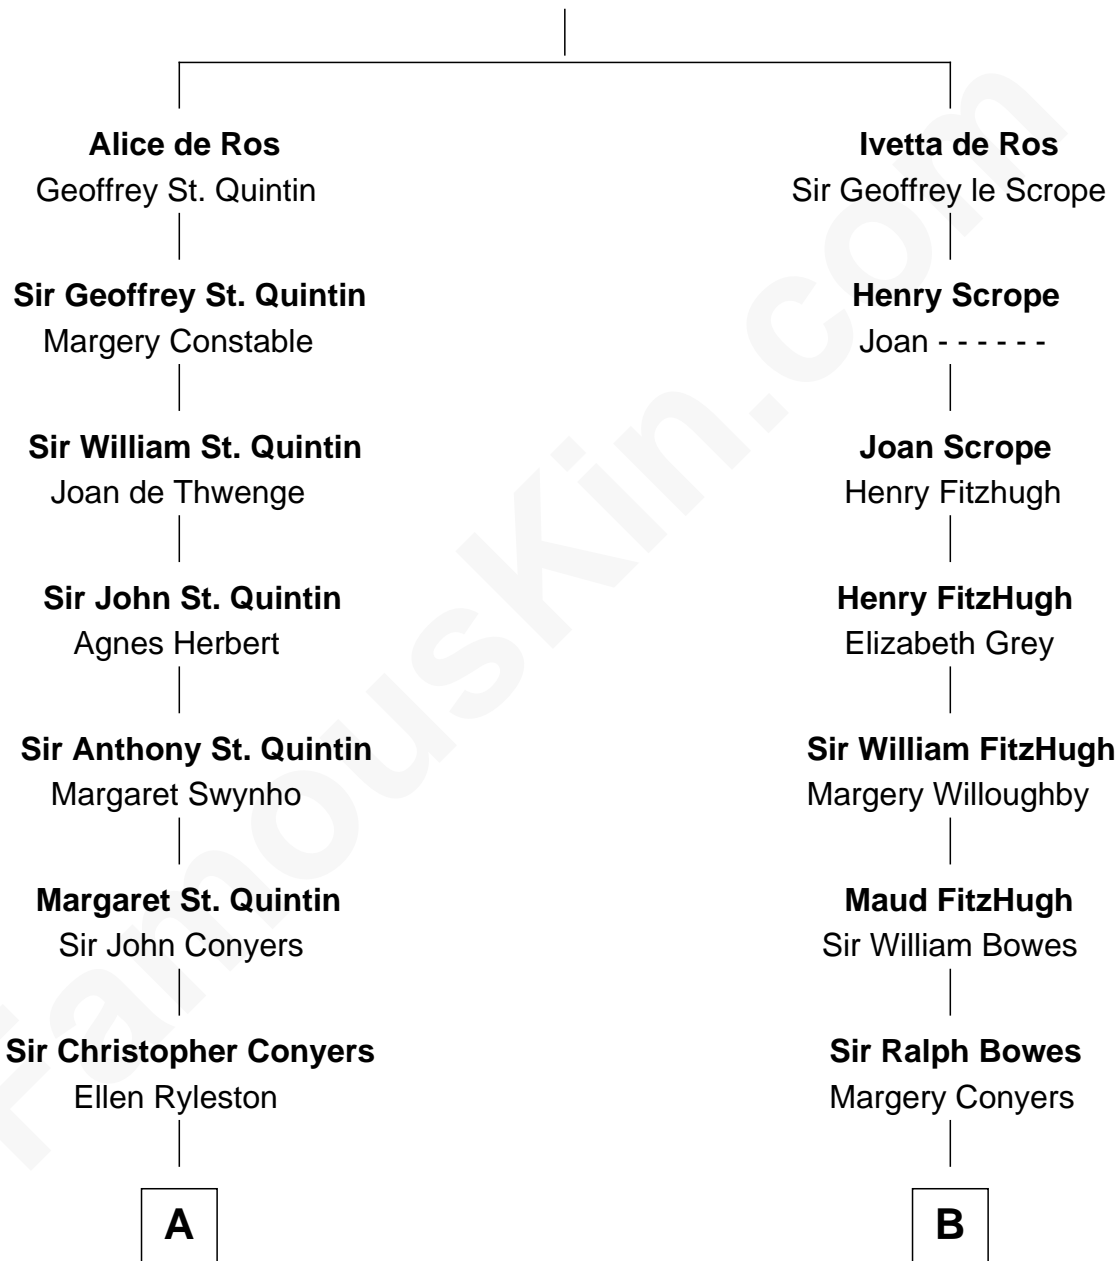 Alice de Ros
Geoffrey St. Quintin
Sir Geoffrey St. Quintin
Margery Constable
Sir William St. Quintin
Joan de Thwenge
Sir John St. Quintin
Agnes Herbert
Sir Anthony St. Quintin
Margaret Swynho
Margaret St. Quintin
Sir John Conyers
Sir Christopher Conyers
Ellen Ryleston
A
Ivetta de Ros
Sir Geoffrey le Scrope
Henry Scrope
Joan - - - - - -
Joan Scrope
Henry Fitzhugh
Henry FitzHugh
Elizabeth Grey
Sir William FitzHugh
Margery Willoughby
Maud FitzHugh
Sir William Bowes
Sir Ralph Bowes
Margery Conyers
B
FamousKin.com